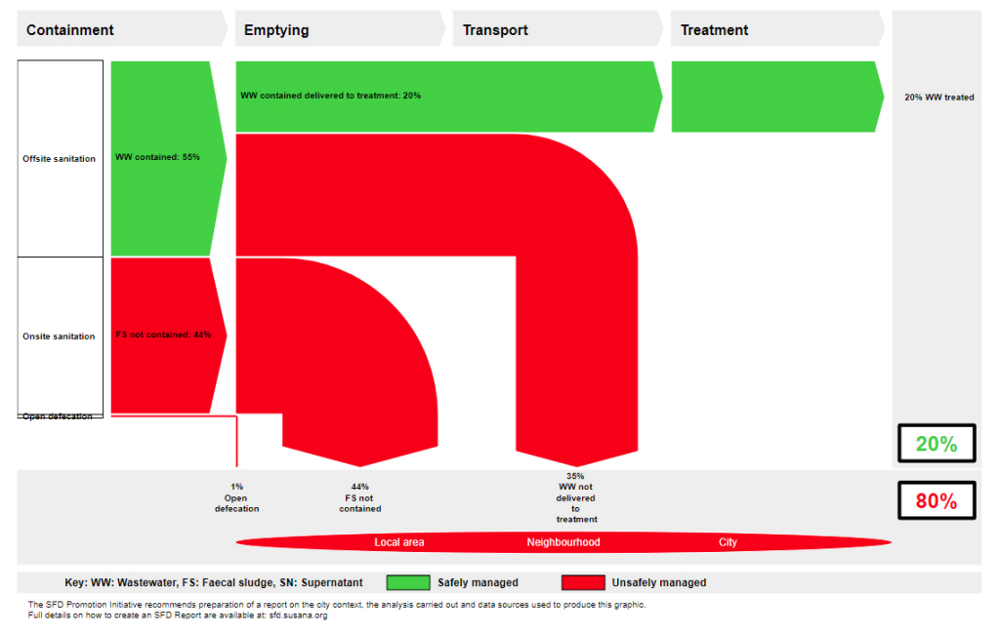 Containment
Emptying
Transport
Treatment
Offsite sanitation
WW contained: 55%
WW contained delivered to treatment: 20%
20% WW treated
Onsite sanitation
FS not contained: 44%
Open defecation
20%
1%
Open
defecation
44%
FS not
contained
35%
WW not
delivered
to
treatment
80%
Local area
Neighbourhood
City
Key: WW: Wastewater, FS: Faecal sludge, SN: Supernatant
Safely managed
Unsafely managed
The SFD Promotion Initiative recommends preparation of a report on the city context, the analysis carried out and data sources used to produce this graphic.
Full details on how to create an SFD Report are available at: sfd.susana.org